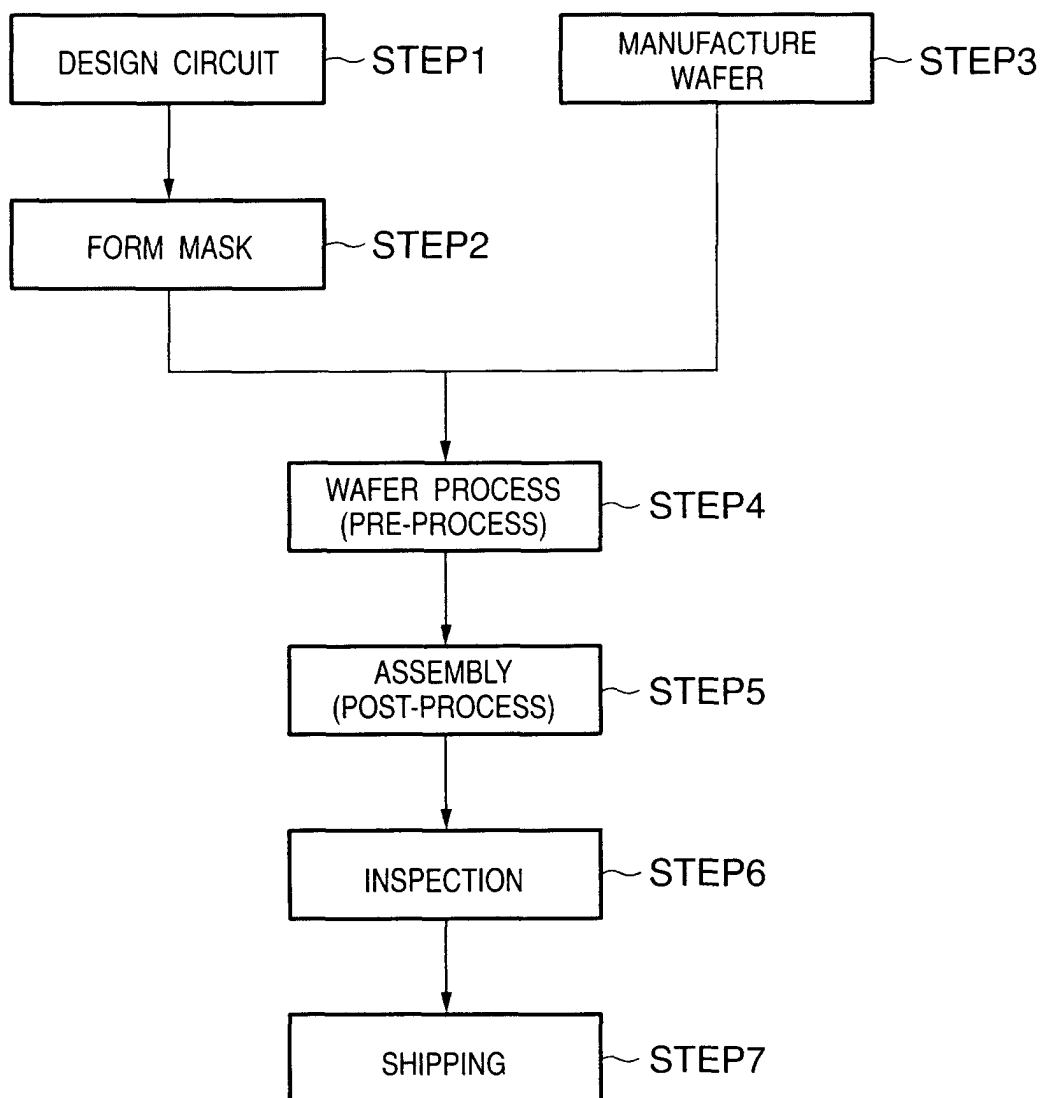 DESIGN CIRCUIT
STEP1
MANUFACTURE
WAFER
STEP3
FORM MASK
STEP2
WAFER PROCESS
(PRE-PROCESS)
STEP4
ASSEMBLY
(POST-PROCESS)
STEP5
INSPECTION
STEP6
SHIPPING
STEP7